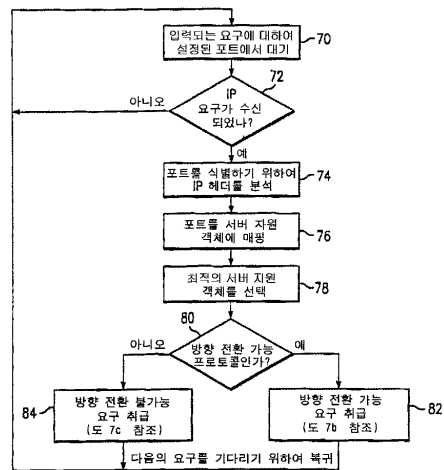 입력되는 요구에 대하여
설정된 포트에서 대기
70
72
아니오
IP
요구가 수신
되었나?
예
포트를 식별하기 위하여
IP 헤더를 분석
74
포트를 서버 자원
객체에 매핑
76
최적의 서버 자원
객체를 선택
78
80
아니오
예
방향 전환 가능
프로토콜인가?
84
방향 전환 불가능
요구 취급
(도 7c 참조)
방향 전환 가능
요구 취급
(도 7b 참조)
82
다음의 요구를 기다리기 위하여 복귀